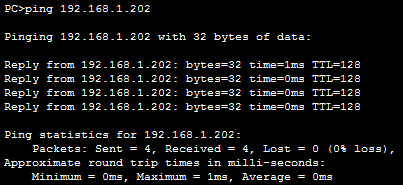 PC>ping 192.168.1.202
Pinging 192.168.1.202 with 32 bytes of data:
Reply from 192.168.1.202: bytes=32 time=1ms TTL=128
Reply from 192.168.1.202: bytes=32 time=0ms TTL=128
Reply from 192.168.1.202: bytes=32 time=0ms TTL=128
Reply from 192.168.1.202: bytes=32 time=0ms TTL=128
Ping statistics for 192.168.1.202:
Packets: Sent = 4, Received = 4, Lost = 0 (0% loss),
Approximate round trip times in milli-seconds:
Minimum = 0ms, Maximum = 1ms, Average = 0ms